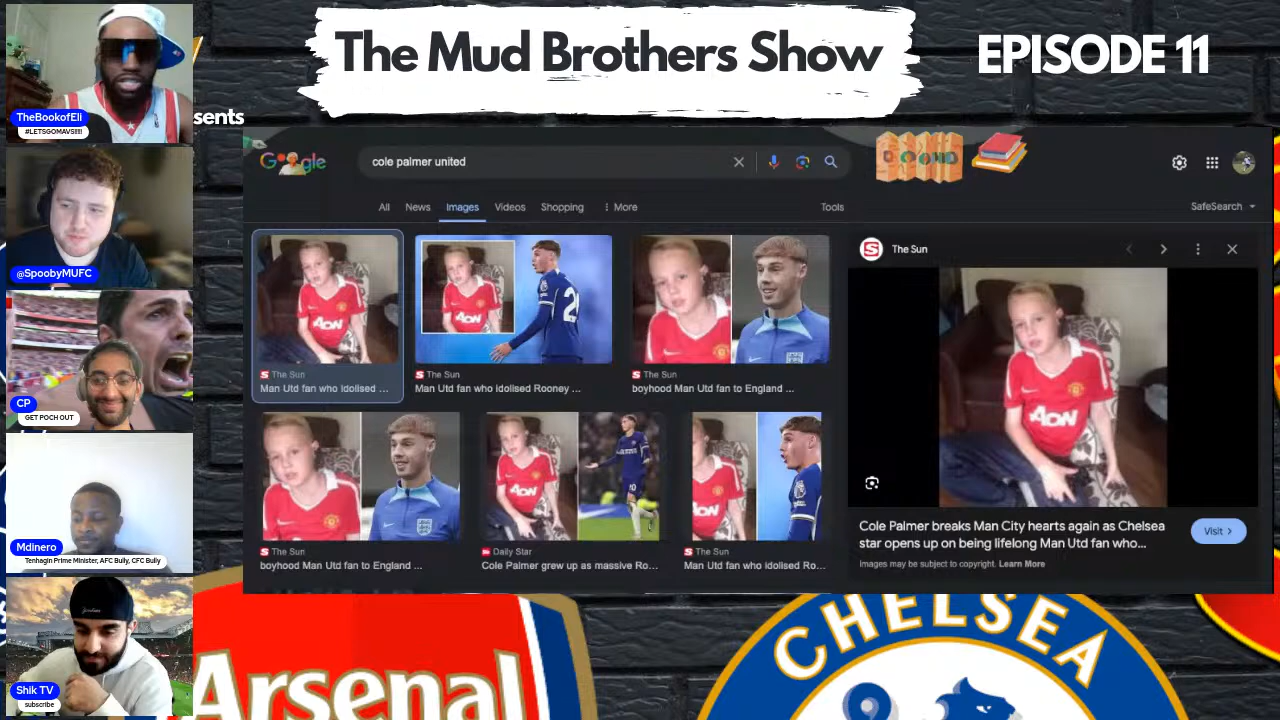 The Mud Brothers Show
EPISODE 11
sents
TheBookofEli
#LETSGOMAVS!!!!
@SpoobyMUFC
CP
GET POCH OUT
Mdinero
Tenhagin Prime Minister, AFC Bully, CFC Bully
Shik TV
subscribe
Google
cole palmer united
All News Images Videos Shopping More Tools
SafeSearch
The Sun
Man Utd fan who idolised ...
The Sun
Man Utd fan who idolised Rooney ...
The Sun
boyhood Man Utd fan to England ...
The Sun
boyhood Man Utd fan to England ...
Daily Star
Cole Palmer grew up as massive Ro...
The Sun
Man Utd fan who idolised Ro...
The Sun
Cole Palmer breaks Man City hearts again as Chelsea
star opens up on being lifelong Man Utd fan who...
Visit
Images may be subject to copyright. Learn More
AON
Arsenal
CHELSEA